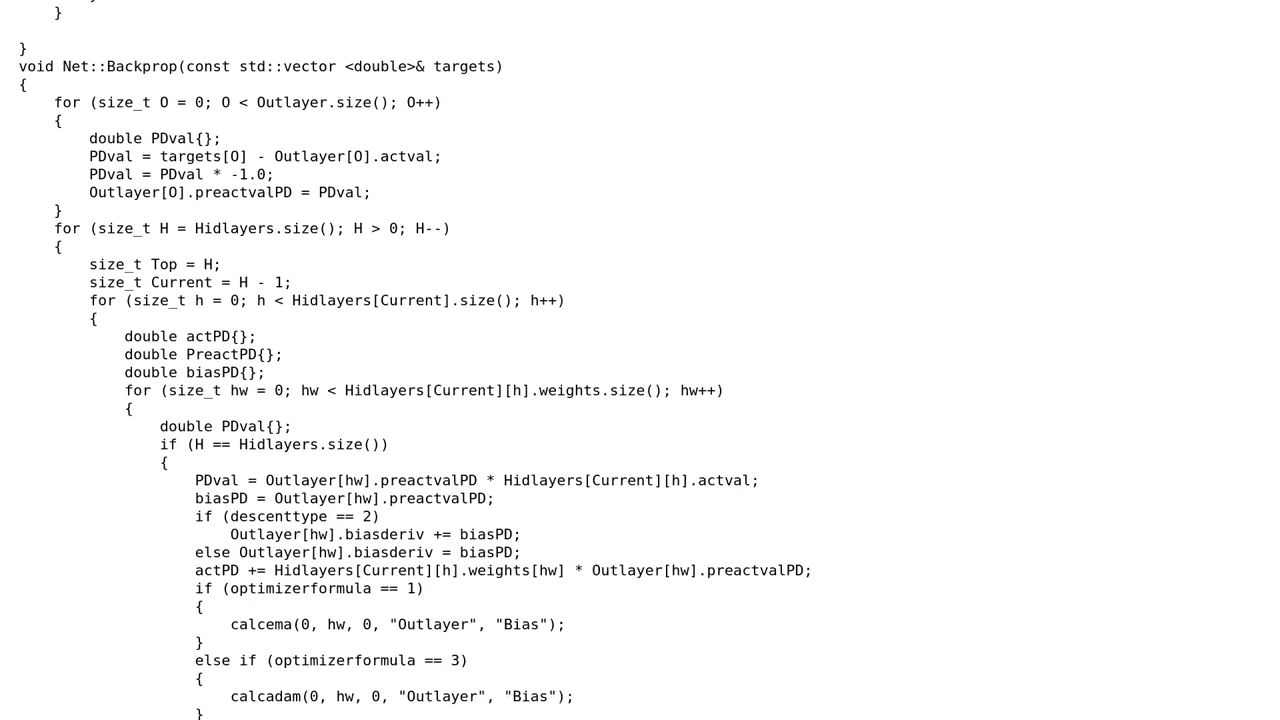 }
}
void Net::Backprop(const std::vector <double>& targets)
{
for (size_t O = 0; O < Outlayer.size(); O++)
{
double PDval{};
PDval = targets[O] - Outlayer[O].actval;
PDval = PDval * -1.0;
Outlayer[O].preactvalPD = PDval;
}
for (size_t H = Hidlayers.size(); H > 0; H--)
{
size_t Top = H;
size_t Current = H - 1;
for (size_t h = 0; h < Hidlayers[Current].size(); h++)
{
double actPD{};
double PreactPD{};
double biasPD{};
for (size_t hw = 0; hw < Hidlayers[Current][h].weights.size(); hw++)
{
double PDval{};
if (H == Hidlayers.size())
{
PDval = Outlayer[hw].preactvalPD * Hidlayers[Current][h].actval;
biasPD = Outlayer[hw].preactvalPD;
if (descenttype == 2)
Outlayer[hw].biasderiv += biasPD;
else Outlayer[hw].biasderiv = biasPD;
actPD += Hidlayers[Current][h].weights[hw] * Outlayer[hw].preactvalPD;
if (optimizerformula == 1)
{
calcema(0, hw, 0, "Outlayer", "Bias");
}
else if (optimizerformula == 3)
{
calcadam(0, hw, 0, "Outlayer", "Bias");
}